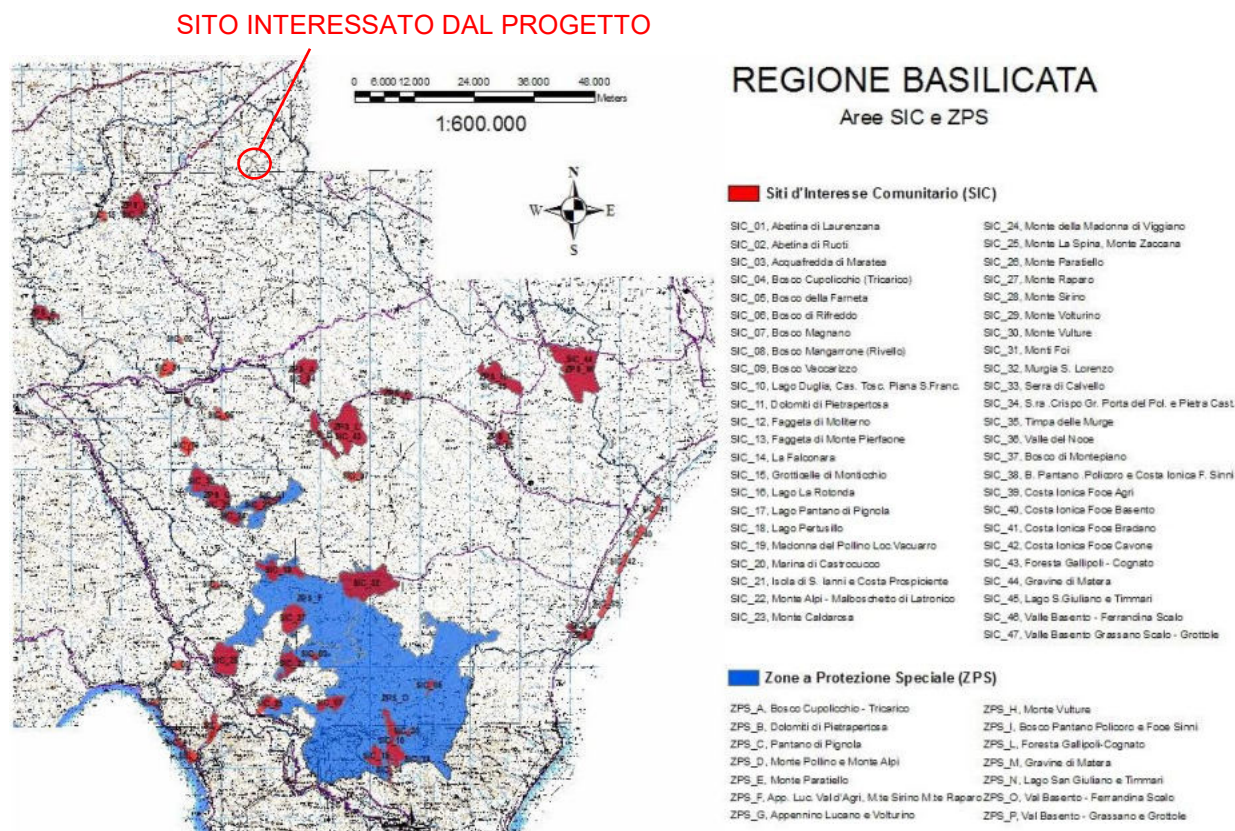 SITO INTERESSATO DAL PROGETTO
0 6.000 12.000 24.000 36.000 48.000
Meters
1:600.000
N
W E
S
REGIONE BASILICATA
Aree SIC e ZPS
Siti d'Interesse Comunitario (SIC)
SIC_01, Abetina di Laurenzana
SIC_02, Abetina di Ruoti
SIC_03, Acquafredda di Maratea
SIC_04, Bosco Cupolicchio (Tricarico)
SIC_05, Bosco della Farneta
SIC_06, Bosco di Rifreddo
SIC_07, Bosco Magnano
SIC_08, Bosco Mangarrone (Rivello)
SIC_09, Bosco Vaccarizzo
SIC_10, Lago Duglia, Cas. Tosc. Piana S.Franc.
SIC_11, Dolomiti di Pietrapertosa
SIC_12, Faggeta di Moliterno
SIC_13, Faggeta di Monte Pierfaone
SIC_14, La Falconara
SIC_15, Grotticelle di Monticchio
SIC_16, Lago La Rotonda
SIC_17, Lago Pantano di Pignola
SIC_18, Lago Pertusillo
SIC_19, Madonna del Pollino Loc.Vacuarro
SIC_20, Marina di Castrocucco
SIC_21, Isola di S. Ianni e Costa Prospiciente
SIC_22, Monte Alpi - Malboschetto di Latronico
SIC_23, Monte Caldarosa
SIC_24, Monte della Madonna di Viggiano
SIC_25, Monte La Spina, Monte Zaccana
SIC_26, Monte Paratiello
SIC_27, Monte Raparo
SIC_28, Monte Sirino
SIC_29, Monte Volturino
SIC_30, Monte Vulture
SIC_31, Monti Foi
SIC_32, Murgia S. Lorenzo
SIC_33, Serra di Calvello
SIC_34, S.ra .Crispo Gr. Porta del Pol. e Pietra Cast.
SIC_35, Timpa delle Murge
SIC_36, Valle del Noce
SIC_37, Bosco di Montepiano
SIC_38, B. Pantano .Policoro e Costa Ionica F. Sinni
SIC_39, Costa Ionica Foce Agri
SIC_40, Costa Ionica Foce Basento
SIC_41, Costa Ionica Foce Bradano
SIC_42, Costa Ionica Foce Cavone
SIC_43, Foresta Gallipoli - Cognato
SIC_44, Gravine di Matera
SIC_45, Lago S.Giuliano e Timmari
SIC_46, Valle Basento - Ferrandina Scalo
SIC_47, Valle Basento Grassano Scalo - Grottole
Zone a Protezione Speciale (ZPS)
ZPS_A, Bosco Cupolicchio - Tricarico
ZPS_B, Dolomiti di Pietrapertosa
ZPS_C, Pantano di Pignola
ZPS_D, Monte Pollino e Monte Alpi
ZPS_E, Monte Paratiello
ZPS_F, App. Luc. Val d'Agri, M.te Sirino M.te Raparo
ZPS_G, Appennino Lucano e Volturino
ZPS_H, Monte Vulture
ZPS_I, Bosco Pantano Policoro e Foce Sinni
ZPS_L, Foresta Gallipoli-Cognato
ZPS_M, Gravine di Matera
ZPS_N, Lago San Giuliano e Timmari
ZPS_O, Val Basento - Ferrandina Scalo
ZPS_P, Val Basento - Grassano e Grottole
SIC_44
ZPS_M
ZPS_F
ZPS_D